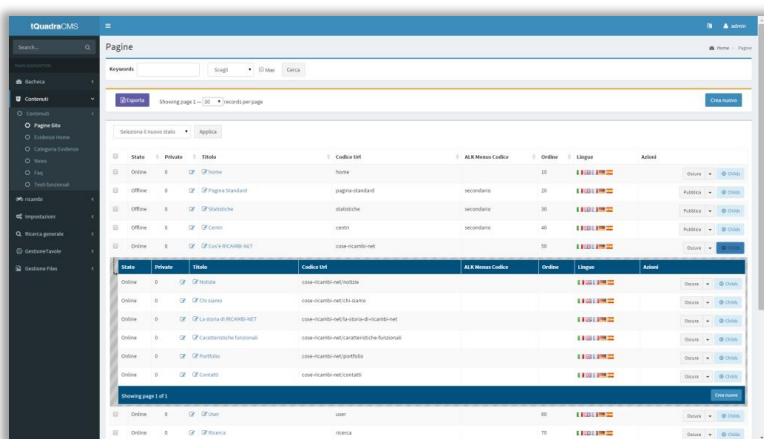 tQuadraCMS
admin
Search...
Pagine
Home
Pagine
Keywords
Scegli
Cerca
Bacheca
Contenuti
Contenuti
Pagine Sito
Evidenze Home
Categoria Evidenze
News
Faq
Testi funzionali
ricambi
Impostazioni
Ricerca generale
GestioneTavole
Gestione Files
Esporta
Showing page 1 —
records per page
Crea nuovo
Seleziona il nuovo stato
Applica
Stato Private Titolo Codice Url ALK Menus Codice Ordine Lingue Azioni
Online 0 home home 10 Oscura Childs
Offline 0 Pagina Standard pagina-standard secondario 20 Pubblica Childs
Offline 0 Statistiche statistiche secondario 30 Pubblica Childs
Offline 0 Centri centri secondario 40 Pubblica Childs
Online 0 Cos'è RICAMBI-NET cose-ricambi-net 50 Oscura Childs
Stato Private Titolo Codice Url ALK Menus Codice Ordine Lingue Azioni
Online 0 Notizie cose-ricambi-net/notizie Oscura Childs
Online 0 Chi siamo cose-ricambi-net/chi-siamo Oscura Childs
Online 0 La storia di RICAMBI-NET cose-ricambi-net/la-storia-di-ricambi-net Oscura Childs
Online 0 Caratteristiche funzionali cose-ricambi-net/caratteristiche-funzionali Oscura Childs
Online 0 Portfolio cose-ricambi-net/portfolio Oscura Childs
Online 0 Contatti cose-ricambi-net/contatti Oscura Childs
Showing page 1 of 1
Crea nuovo
Online 0 User user 60 Oscura Childs
Online 0 Ricerca ricerca 70 Oscura Childs